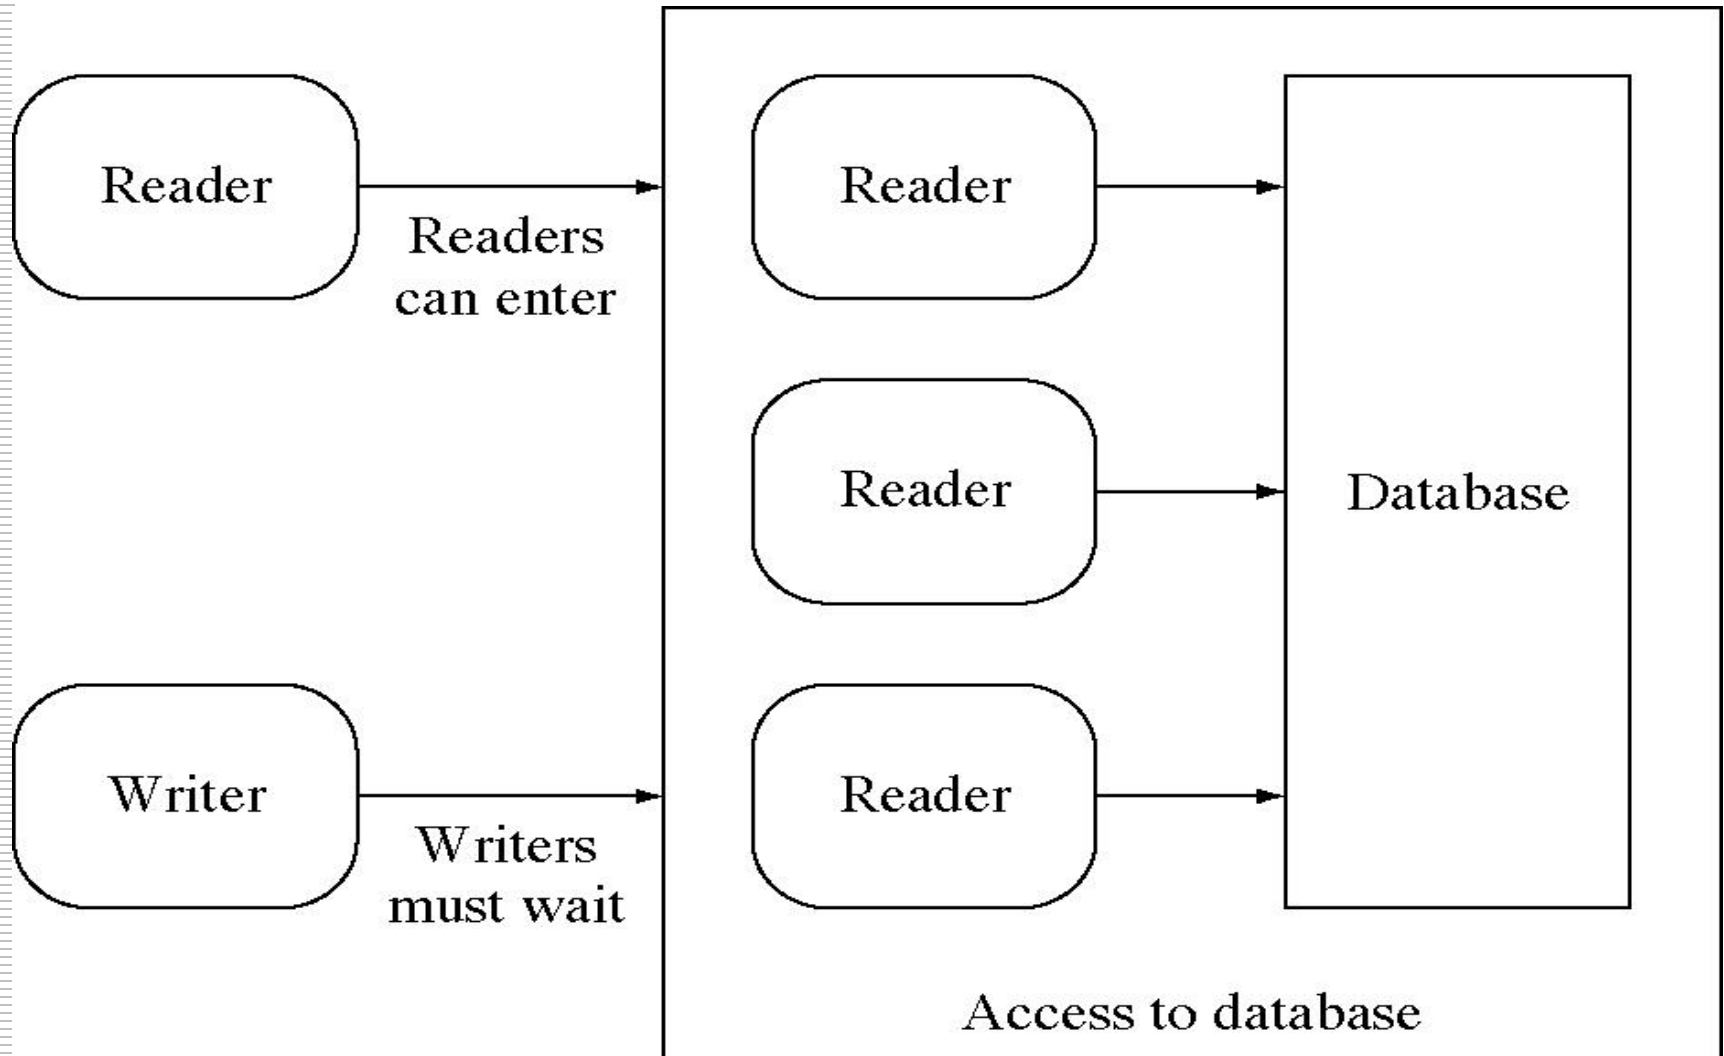 Reader
Readers
can enter
Reader
Reader
Database
Writer
Writers
must wait
Reader
Access to database